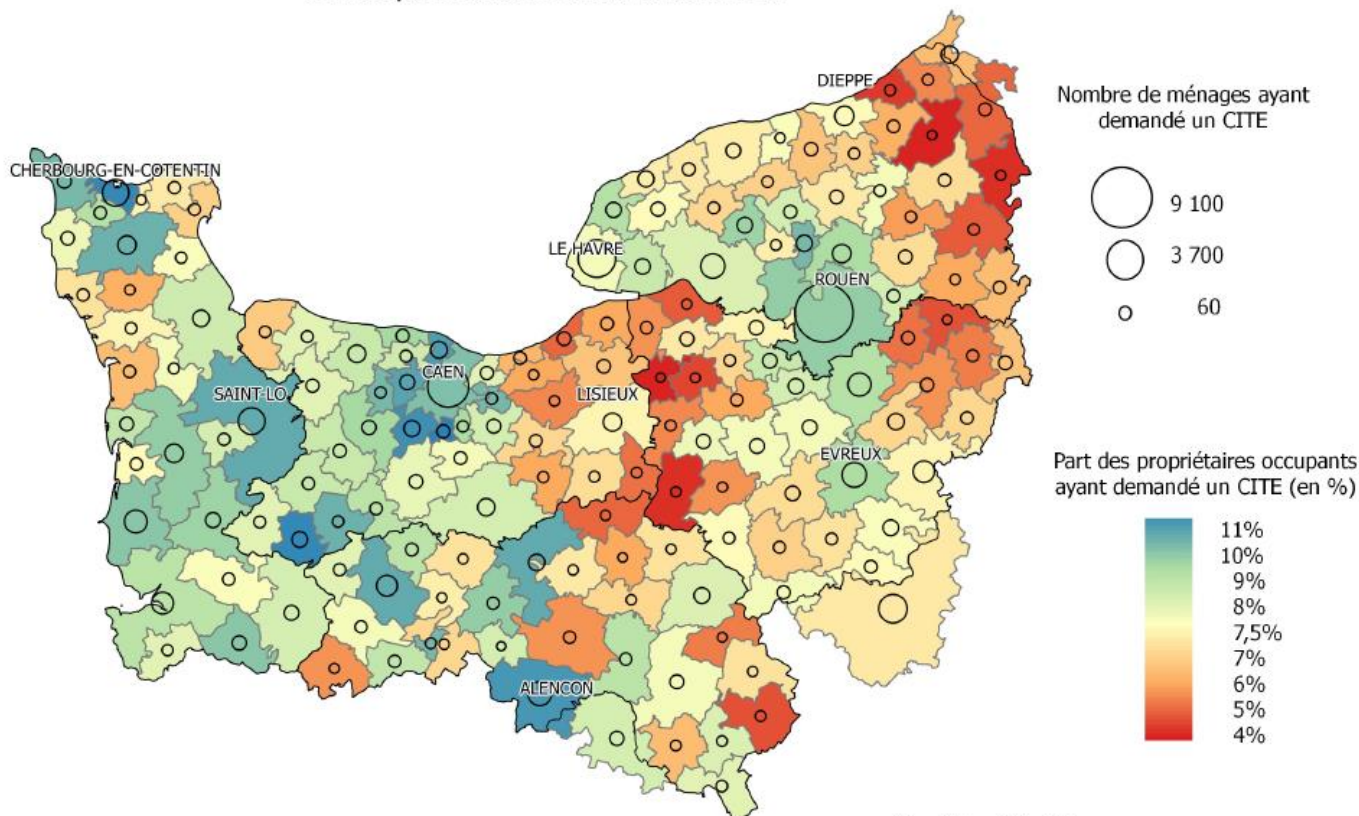 DIEPPE
CHERBOURG-EN-COTENTIN
LE HAVRE
ROUEN
CAEN
SAINT-LO
LISIEUX
EVREUX
ALENCON
Nombre de ménages ayant
demandé un CITE
9 100
3 700
60
Part des propriétaires occupants
ayant demandé un CITE (en %)
11%
10%
9%
8%
7,5%
7%
6%
5%
4%